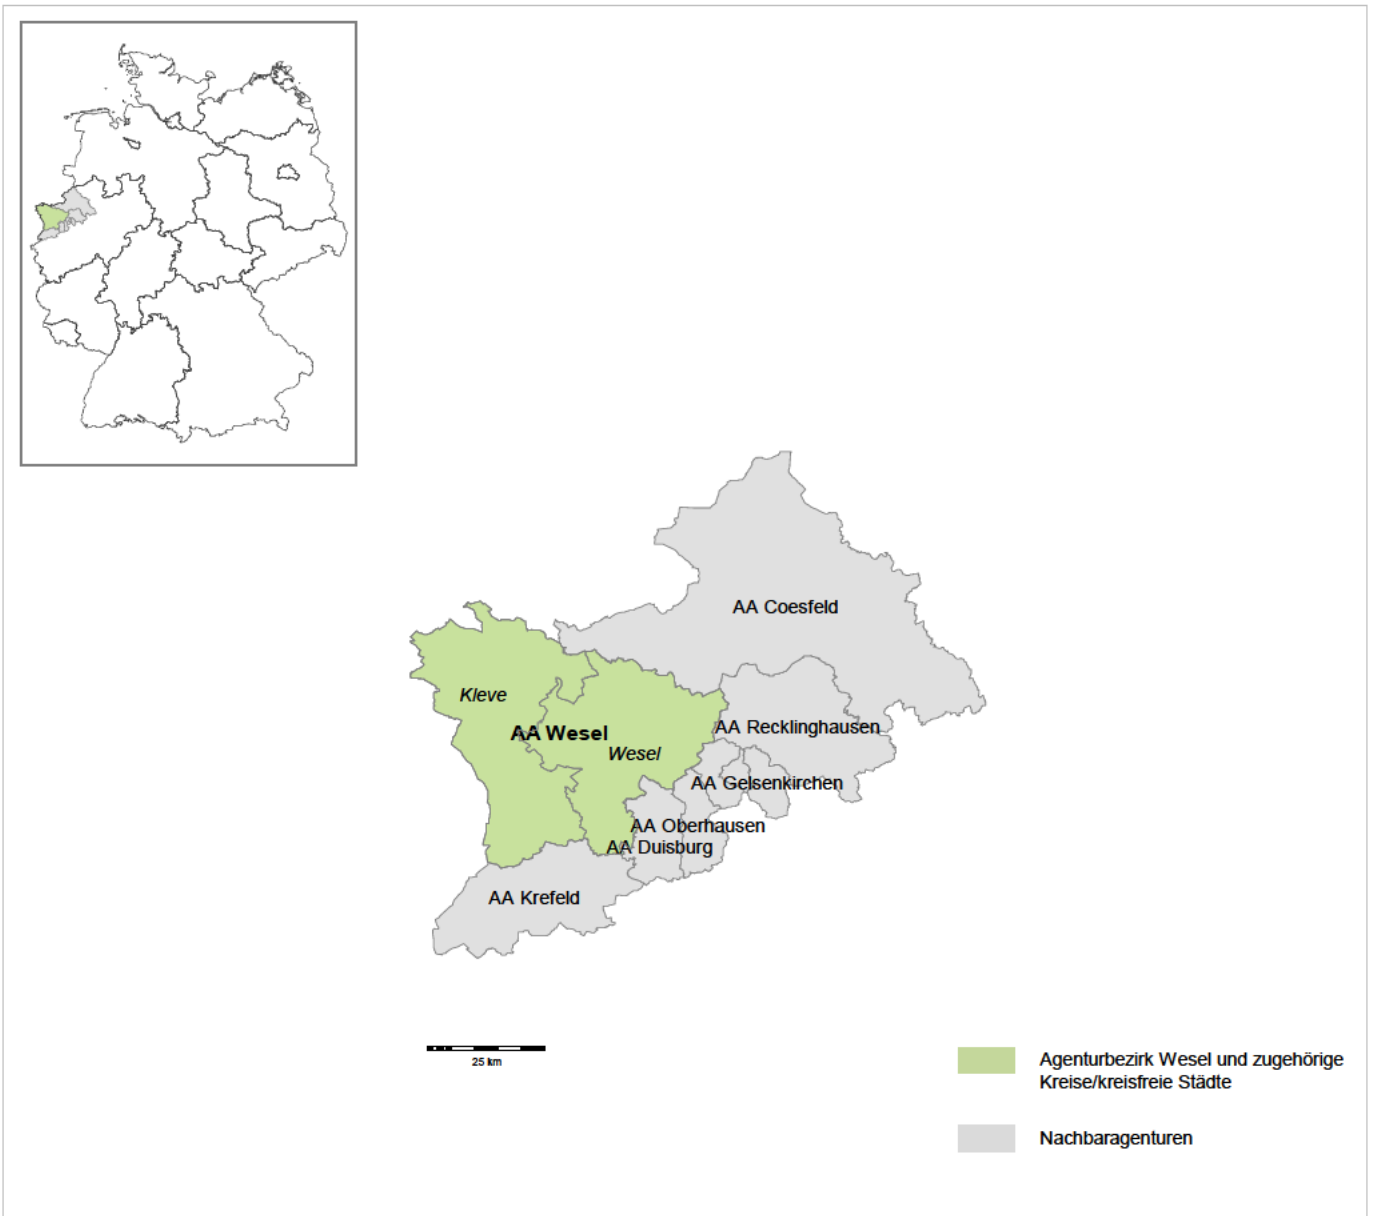 AA Coesfeld
Kleve
AA Wesel
Wesel
AA Recklinghausen
AA Gelsenkirchen
AA Oberhausen
AA Duisburg
AA Krefeld
25 km
Agenturbezirk Wesel und zugehörige
Kreise/kreisfreie Städte
Nachbaragenturen